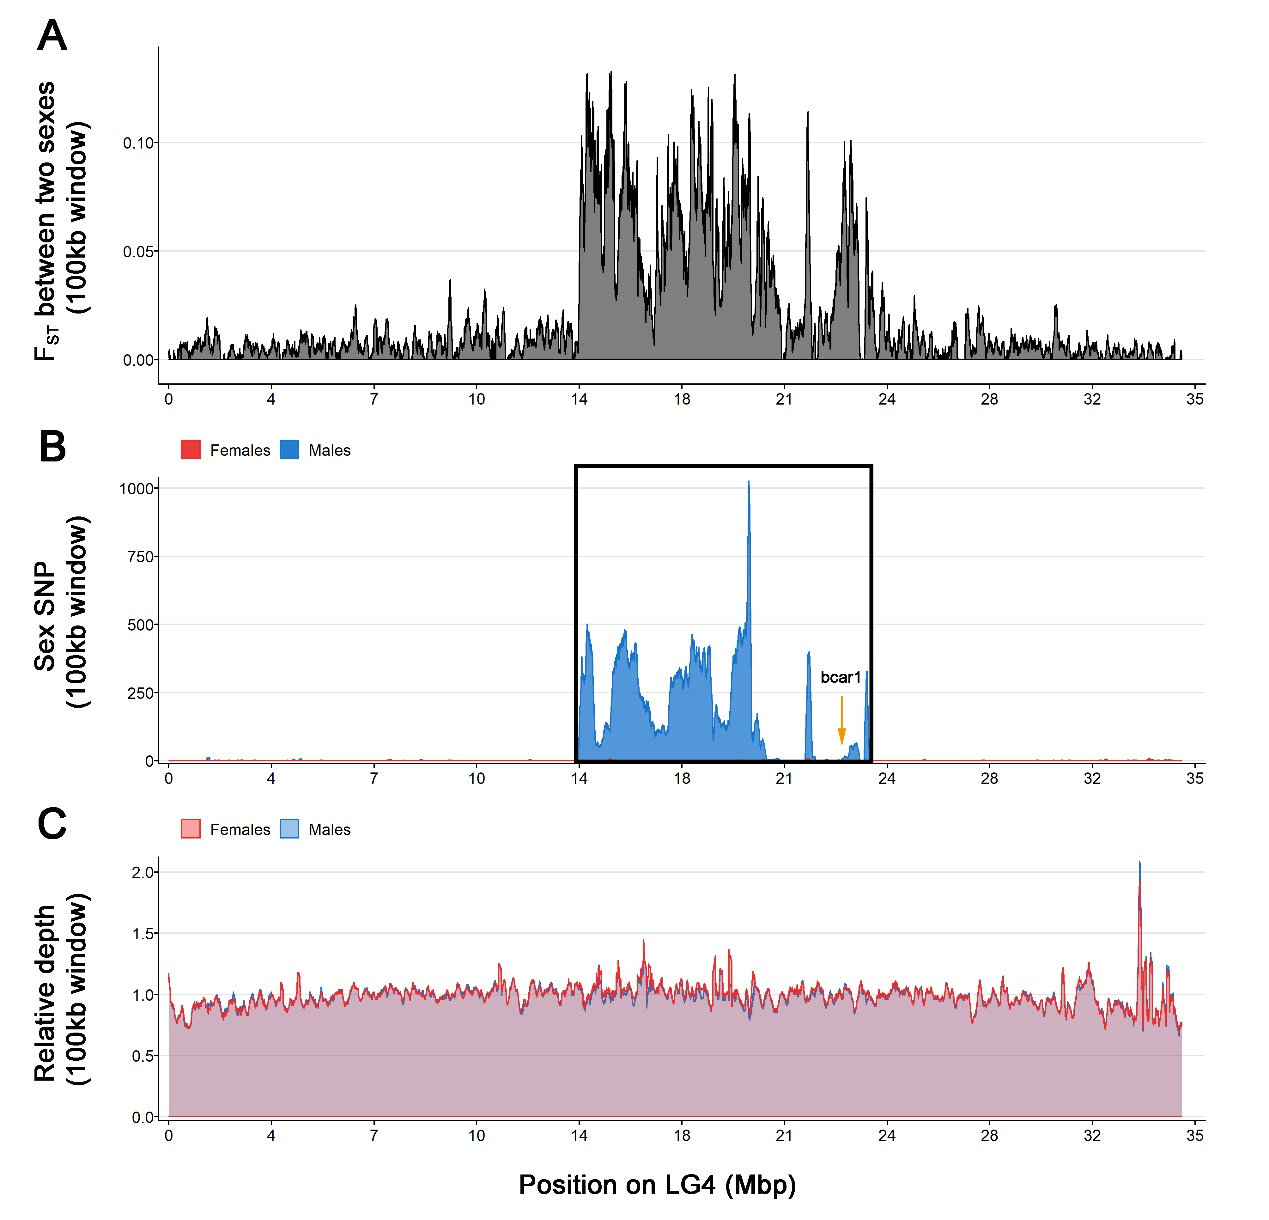 A
F_ST between two sexes
(100kb window)
0.10
0.05
0.00
0 4 7 10 14 18 21 24 28 32 35
B
Females Males
Sex SNP
(100kb window)
1000
750
500
250
0
bcar1
0 4 7 10 14 18 21 24 28 32 35
C
Females Males
Relative depth
(100kb window)
2.0
1.5
1.0
0.5
0.0
0 4 7 10 14 18 21 24 28 32 35
Position on LG4 (Mbp)